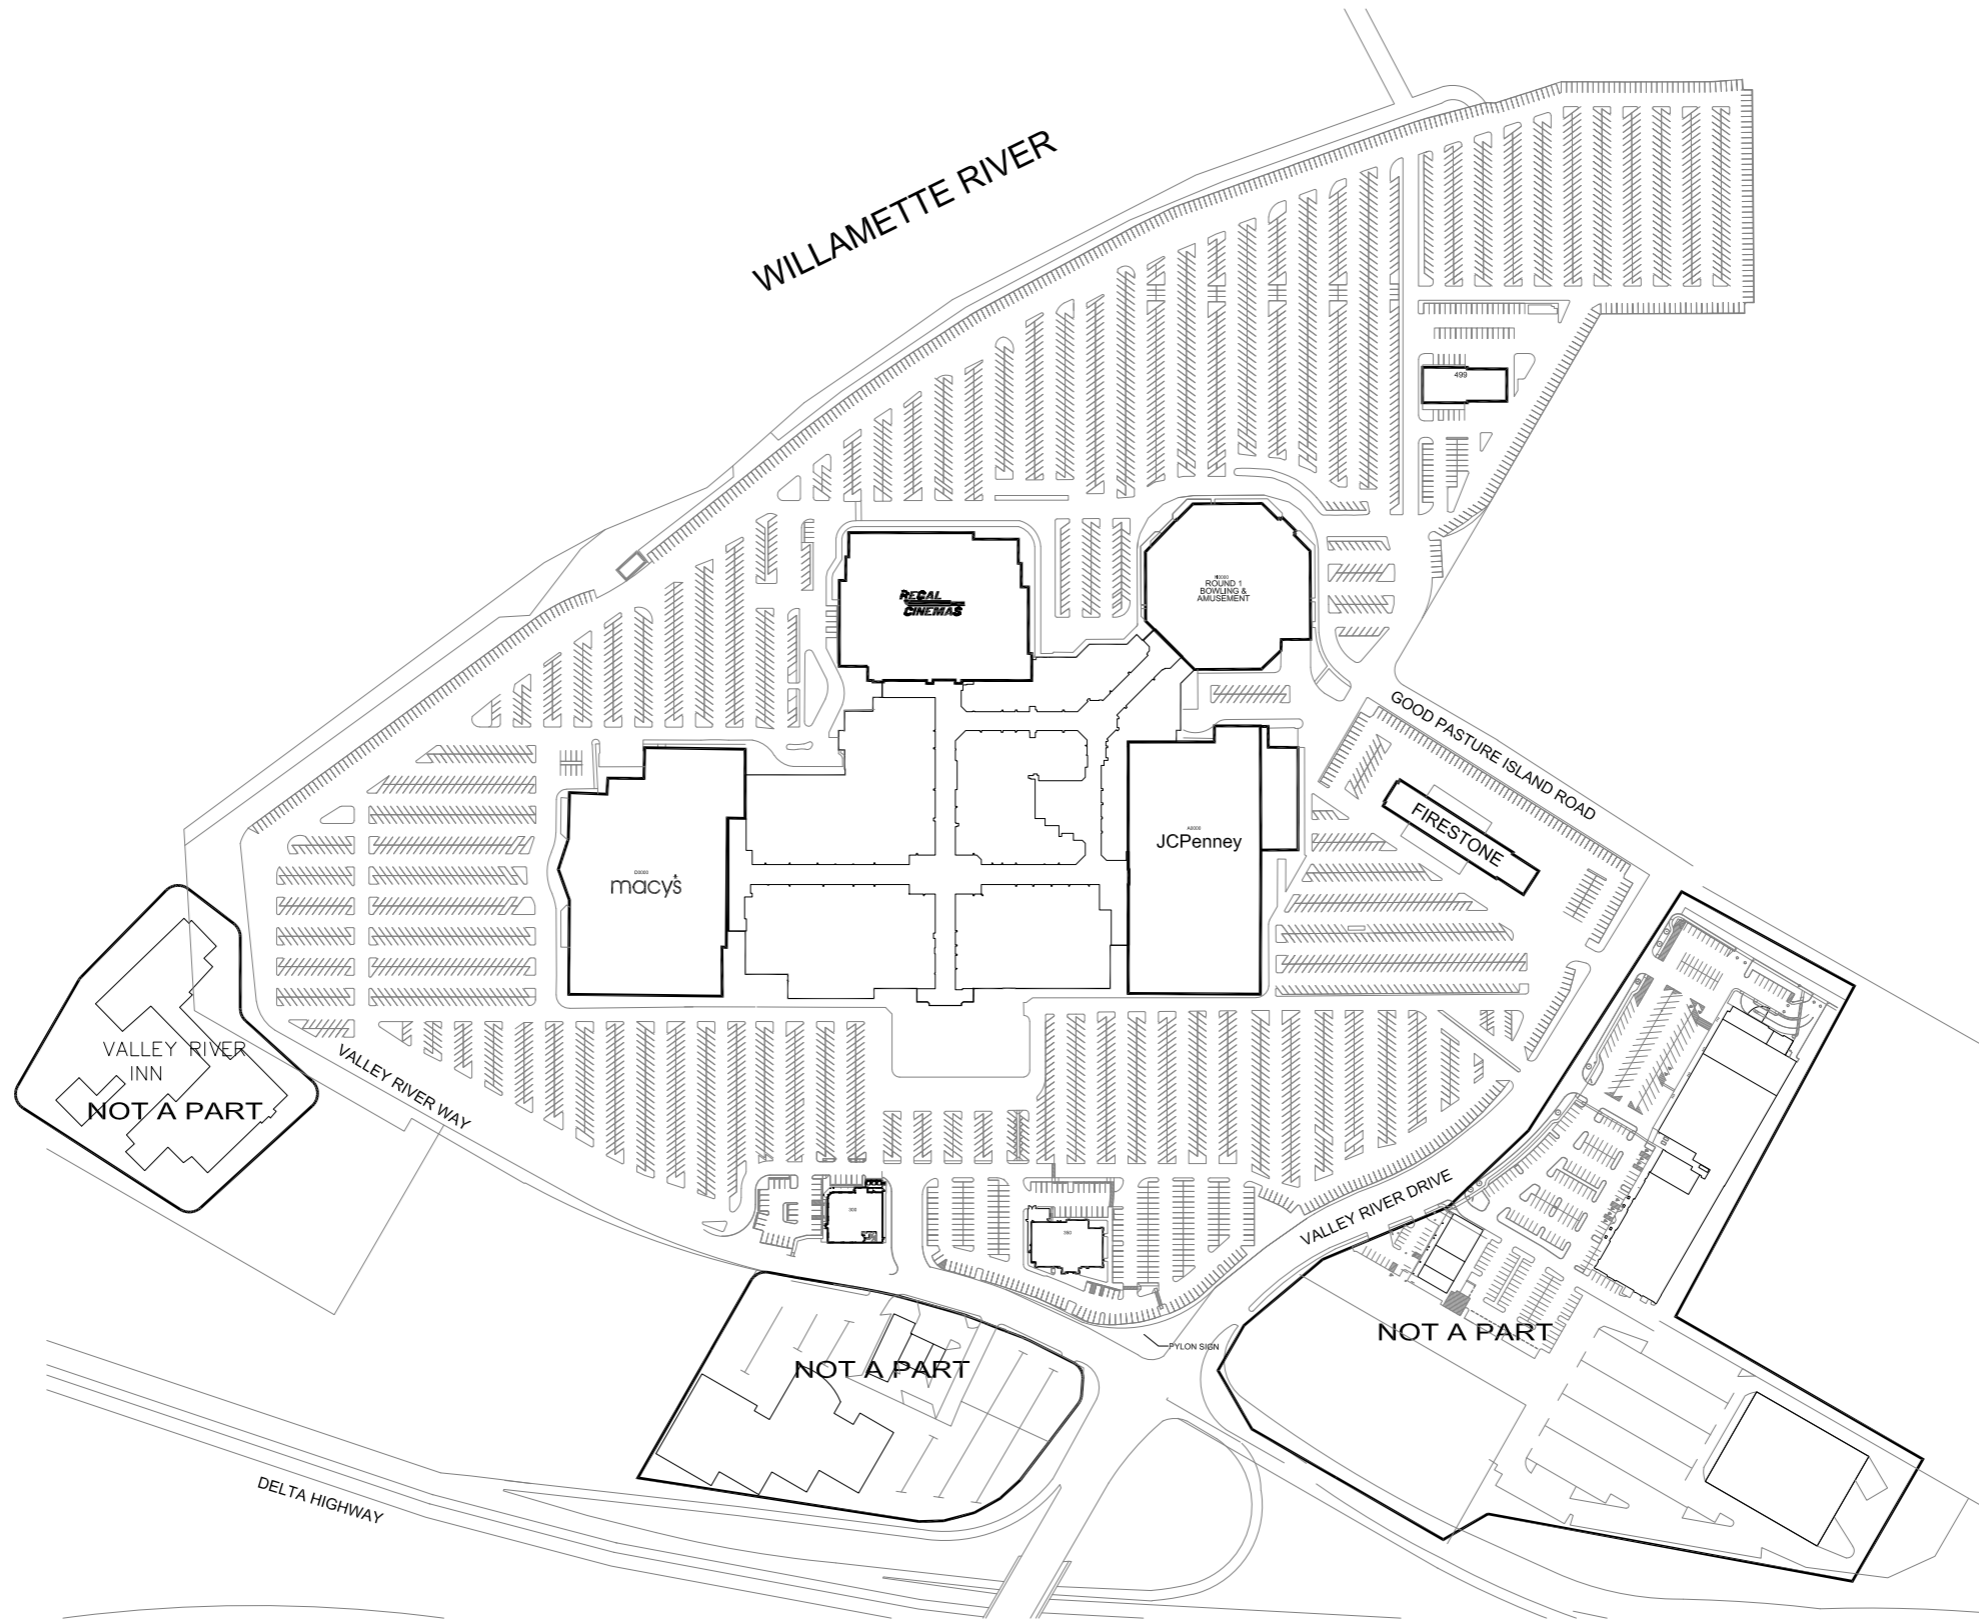 WILLAMETTE RIVER
499
REGAL
CINEMAS
ROUND 1
BOWLING &
AMUSEMENT
GOOD PASTURE ISLAND ROAD
FIRESTONE
JCPenney
macy's
VALLEY RIVER
INN
NOT A PART
VALLEY RIVER WAY
VALLEY RIVER DRIVE
NOT A PART
PYLON SIGN
NOT A PART
DELTA HIGHWAY